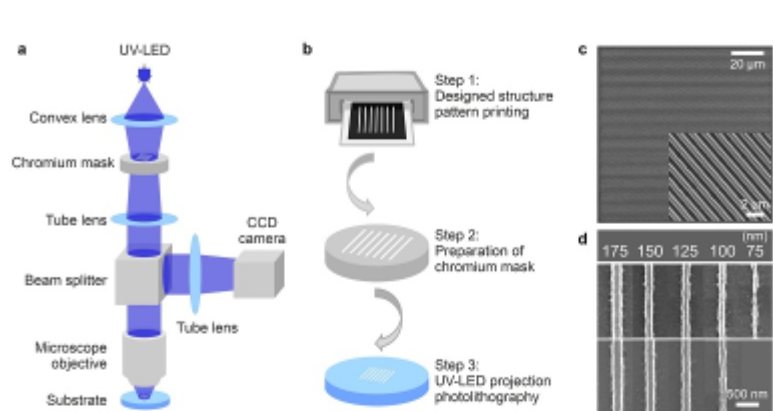 a
UV-LED
Convex lens
Chromium mask
Tube lens
CCD
camera
Beam splitter
Tube lens
Microscope
objective
Substrate
b
Step 1:
Designed structure
pattern printing
Step 2:
Preparation of
chromium mask
Step 3:
UV-LED projection
photolithography
c
20 μm
2 μm
d
(nm)
175 150 125 100 75
500 nm